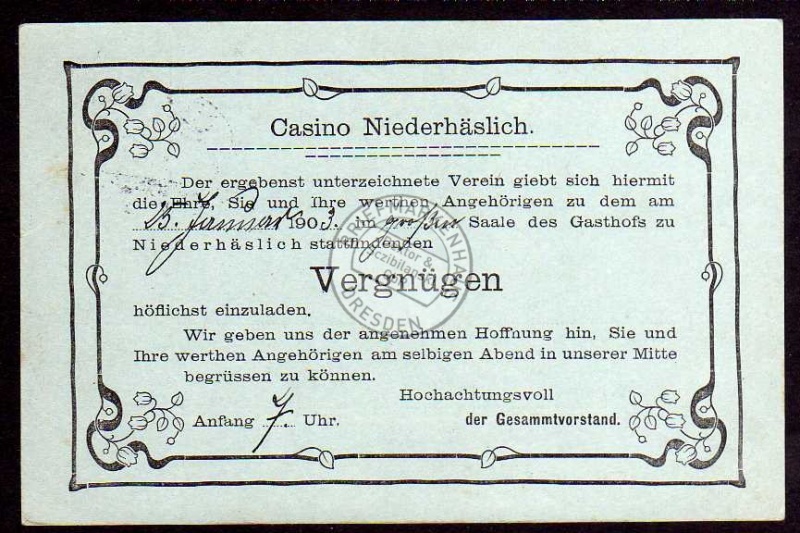 Casino Niederhäslich.
Der ergebenst unterzeichnete Verein giebt sich hiermit
die Ehre, Sie und Ihre werthen Angehörigen zu dem am
25. Januar 1903. im großen Saale des Gasthofs zu
Niederhäslich stattfindenden
Vergnügen
höflichst einzuladen.
Wir geben uns der angenehmen Hoffnung hin, Sie und
Ihre werthen Angehörigen am selbigen Abend in unserer Mitte
begrüssen zu können.
Hochachtungsvoll
Anfang 7. Uhr. der Gesammtvorstand.
BRIEFMARKENHAUS
DRESDEN